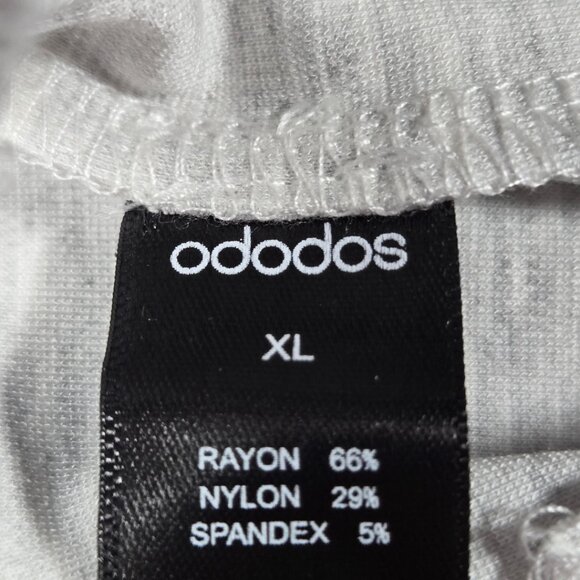 ododos
XL
RAYON 66%
NYLON 29%
SPANDEX 5%